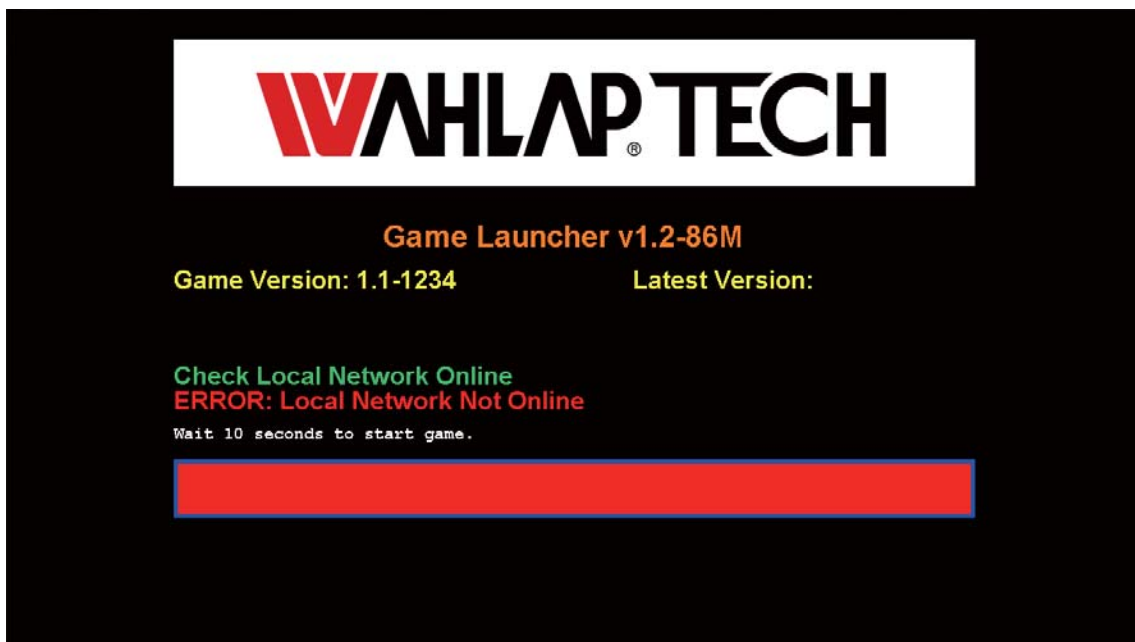 WAHLAP® TECH
Game Launcher v1.2-86M
Game Version: 1.1-1234 Latest Version:
Check Local Network Online
ERROR: Local Network Not Online
Wait 10 seconds to start game.